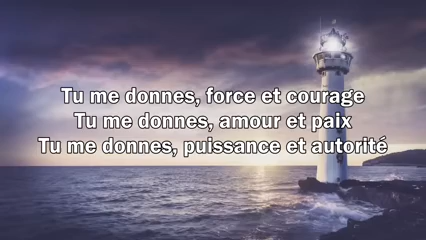 Tu me donnes, force et courage
Tu me donnes, amour et paix
Tu me donnes, puissance et autorité